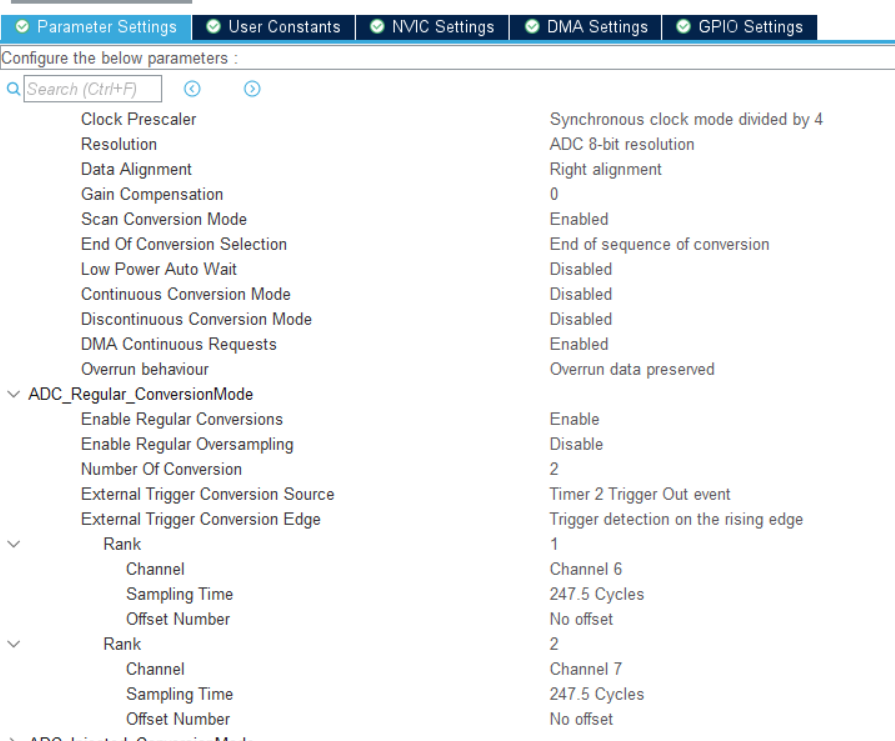 Parameter Settings User Constants NVIC Settings DMA Settings GPIO Settings
Configure the below parameters :
Search (Ctrl+F)
Clock Prescaler Synchronous clock mode divided by 4
Resolution ADC 8-bit resolution
Data Alignment Right alignment
Gain Compensation 0
Scan Conversion Mode Enabled
End Of Conversion Selection End of sequence of conversion
Low Power Auto Wait Disabled
Continuous Conversion Mode Disabled
Discontinuous Conversion Mode Disabled
DMA Continuous Requests Enabled
Overrun behaviour Overrun data preserved
ADC_Regular_ConversionMode
Enable Regular Conversions Enable
Enable Regular Oversampling Disable
Number Of Conversion 2
External Trigger Conversion Source Timer 2 Trigger Out event
External Trigger Conversion Edge Trigger detection on the rising edge
Rank 1
Channel Channel 6
Sampling Time 247.5 Cycles
Offset Number No offset
Rank 2
Channel Channel 7
Sampling Time 247.5 Cycles
Offset Number No offset